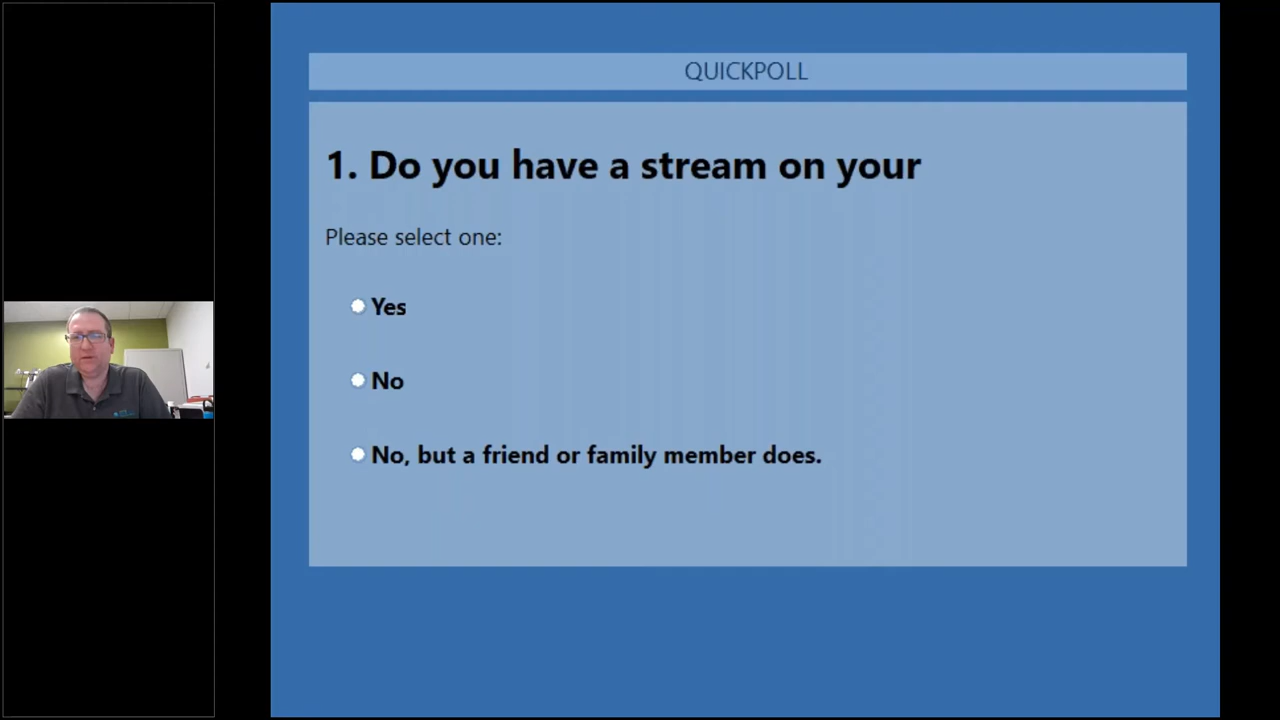 QUICKPOLL
1. Do you have a stream on your
Please select one:
Yes
No
No, but a friend or family member does.